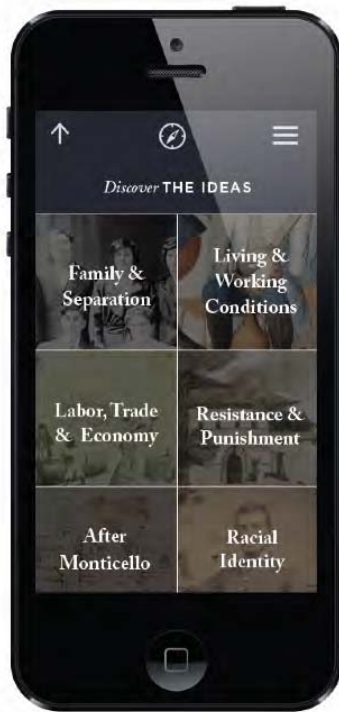 Discover THE IDEAS
Family &
Separation
Living &
Working
Conditions
Labor, Trade
& Economy
Resistance &
Punishment
After
Monticello
Racial
Identity